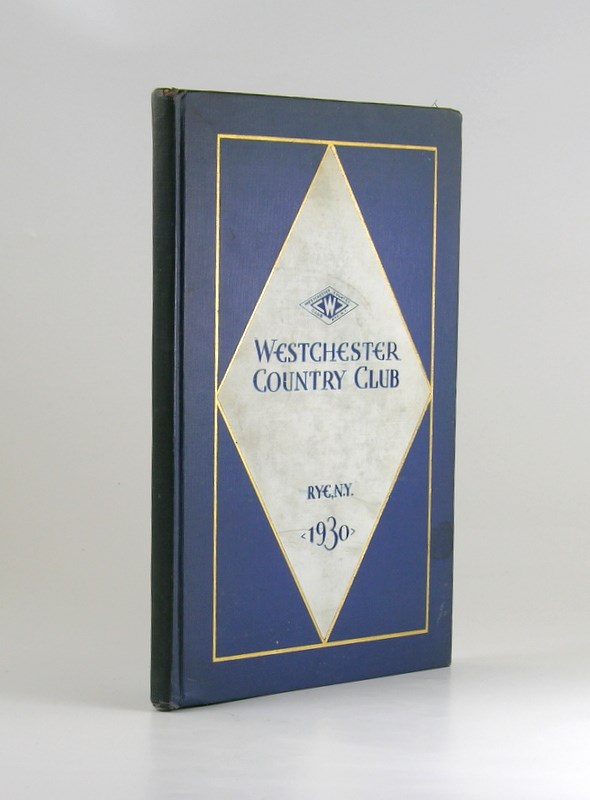 W
WESTCHESTER
COUNTRY CLUB
RYE, N.Y.
<1930>